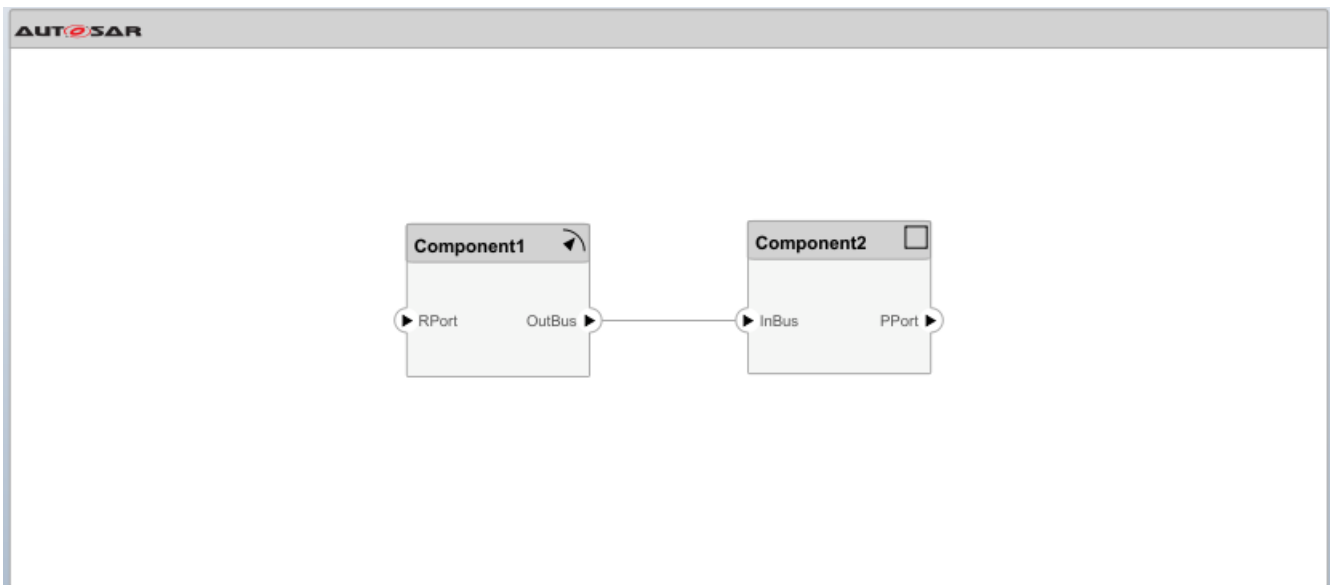 AUTOSAR
Component1
Component2
RPort
OutBus
InBus
PPort